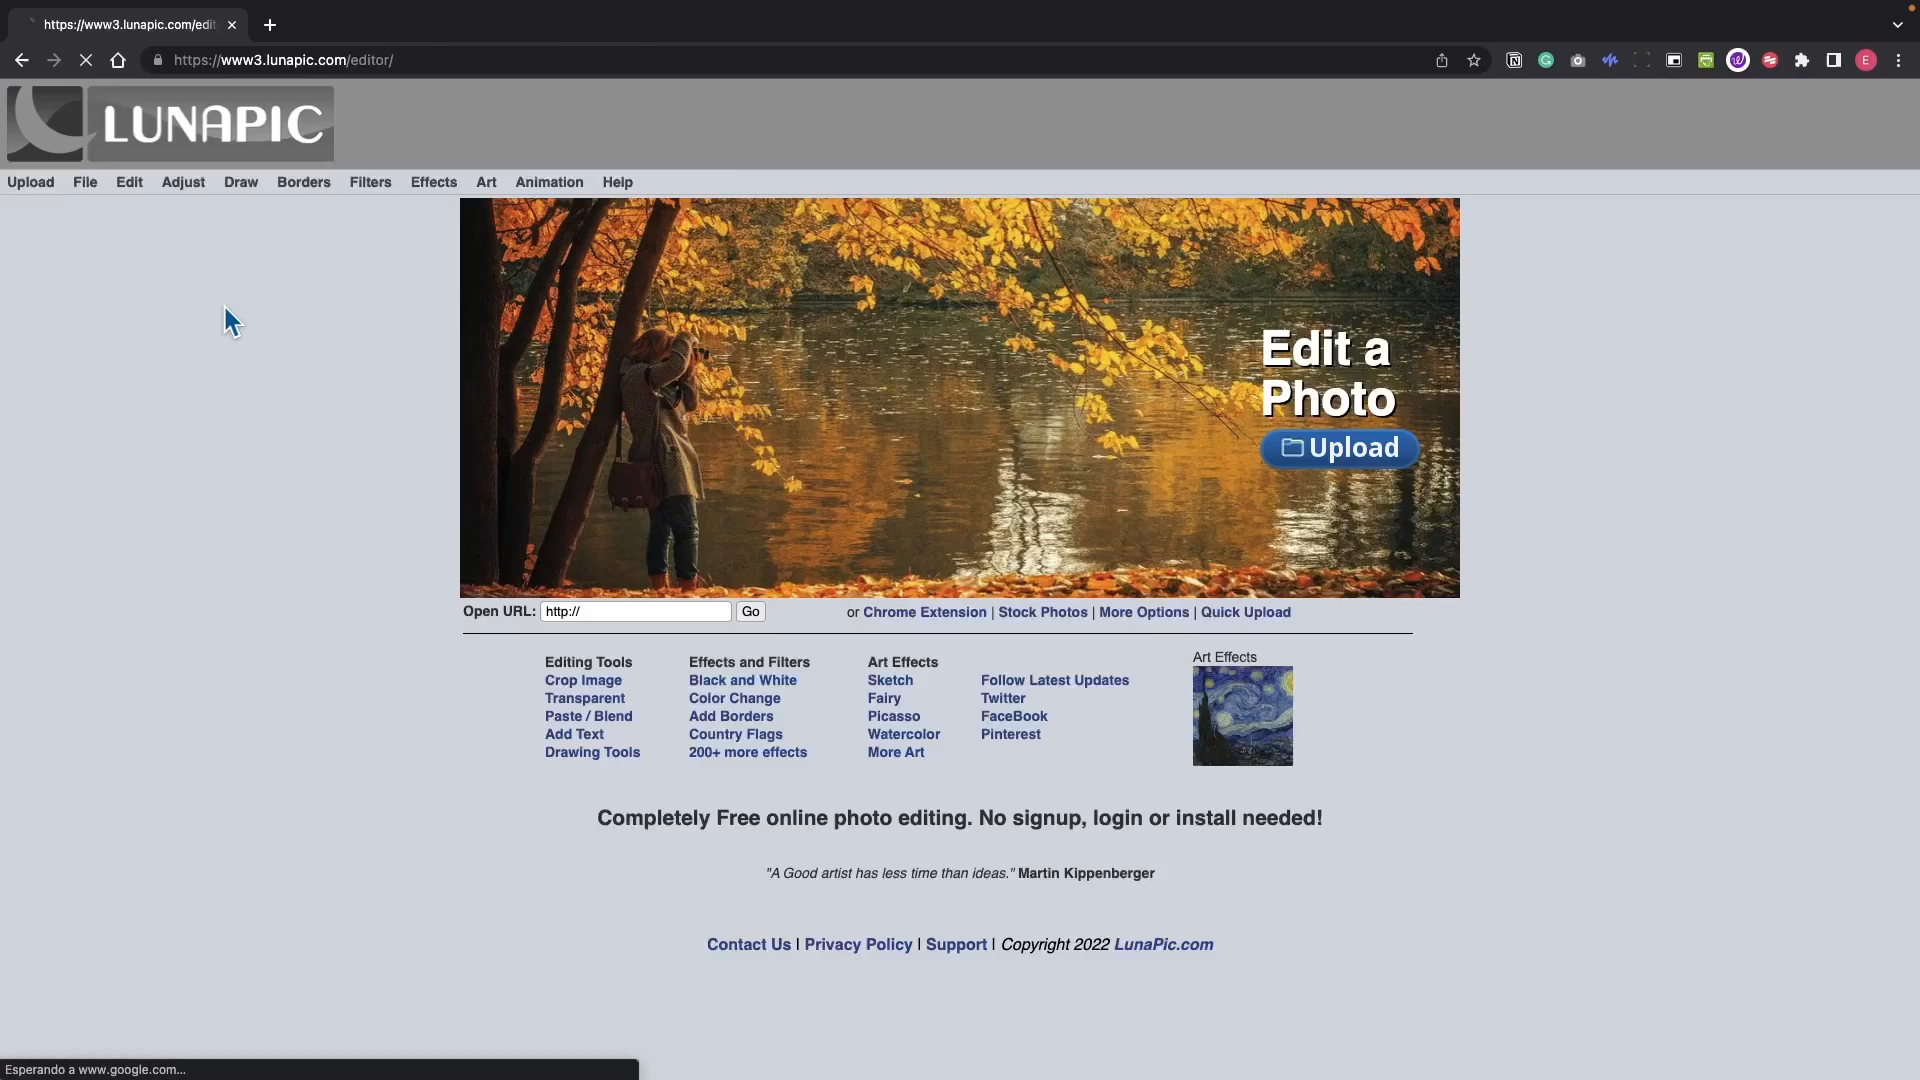 https://www3.lunapic.com/edit
https://www3.lunapic.com/editor/
E
LUNAPIC
Upload File Edit Adjust Draw Borders Filters Effects Art Animation Help
Edit a
Photo
Upload
Open URL: http:// Go or Chrome Extension | Stock Photos | More Options | Quick Upload
Editing Tools
Crop Image
Transparent
Paste / Blend
Add Text
Drawing Tools
Effects and Filters
Black and White
Color Change
Add Borders
Country Flags
200+ more effects
Art Effects
Sketch
Fairy
Picasso
Watercolor
More Art
Follow Latest Updates
Twitter
FaceBook
Pinterest
Art Effects
Completely Free online photo editing. No signup, login or install needed!
"A Good artist has less time than ideas." Martin Kippenberger
Contact Us | Privacy Policy | Support | Copyright 2022 LunaPic.com
Esperando a www.google.com...